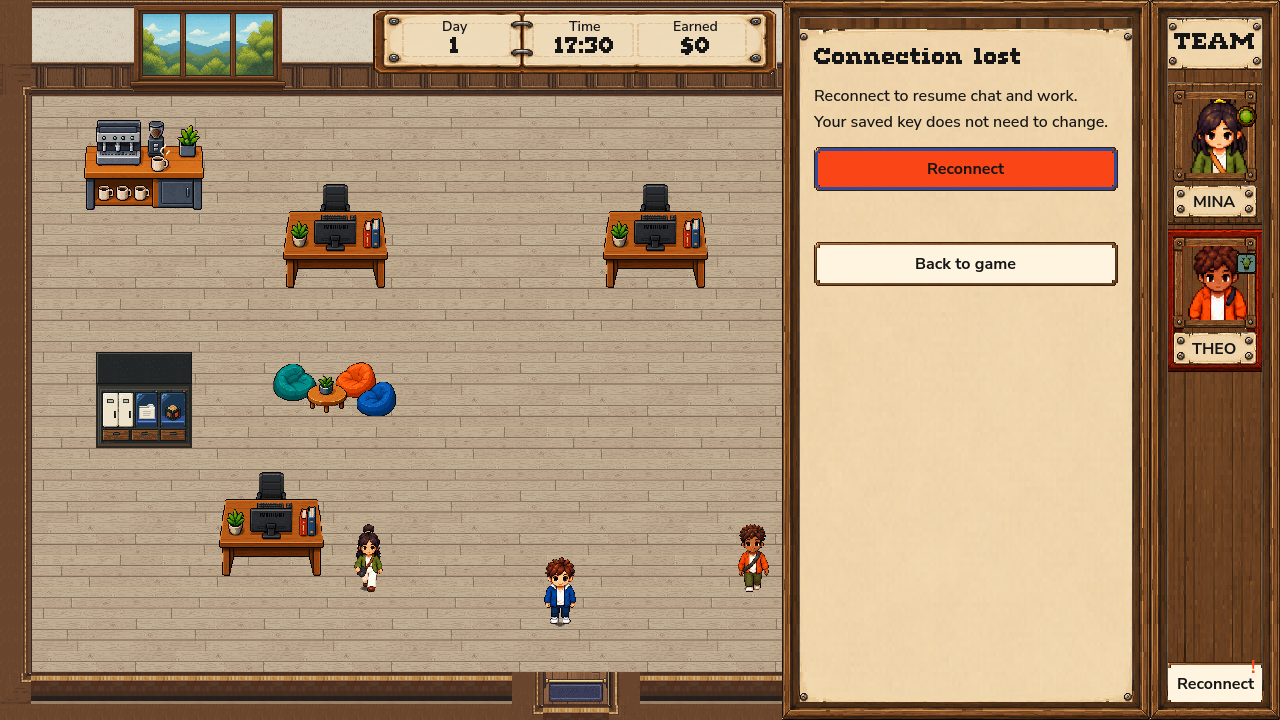 Day
1
Time
17:30
Earned
$0
Connection lost
Reconnect to resume chat and work.
Your saved key does not need to change.
Reconnect
Back to game
TEAM
MINA
THEO
!
Reconnect